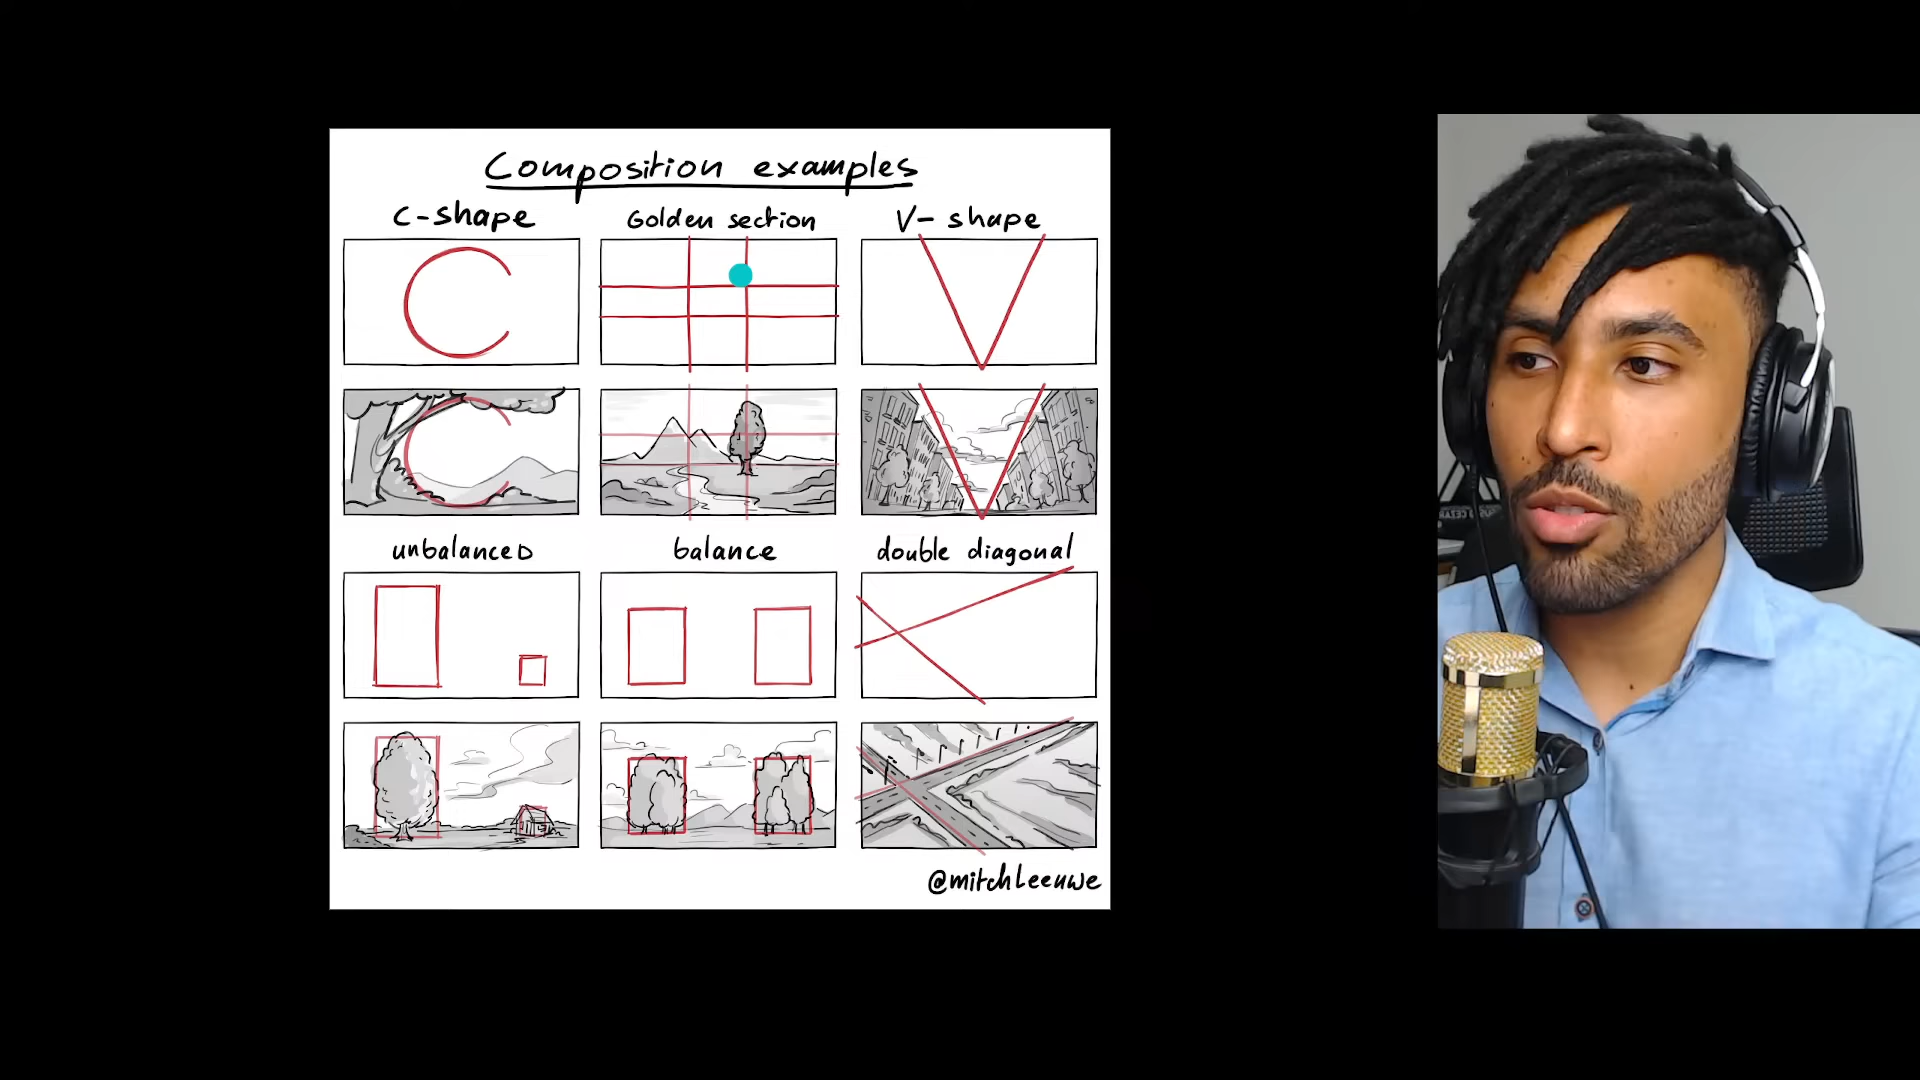 Composition examples
C-shape
Golden section
V- shape
unbalanced
balance
double diagonal
@mitchleeuwe